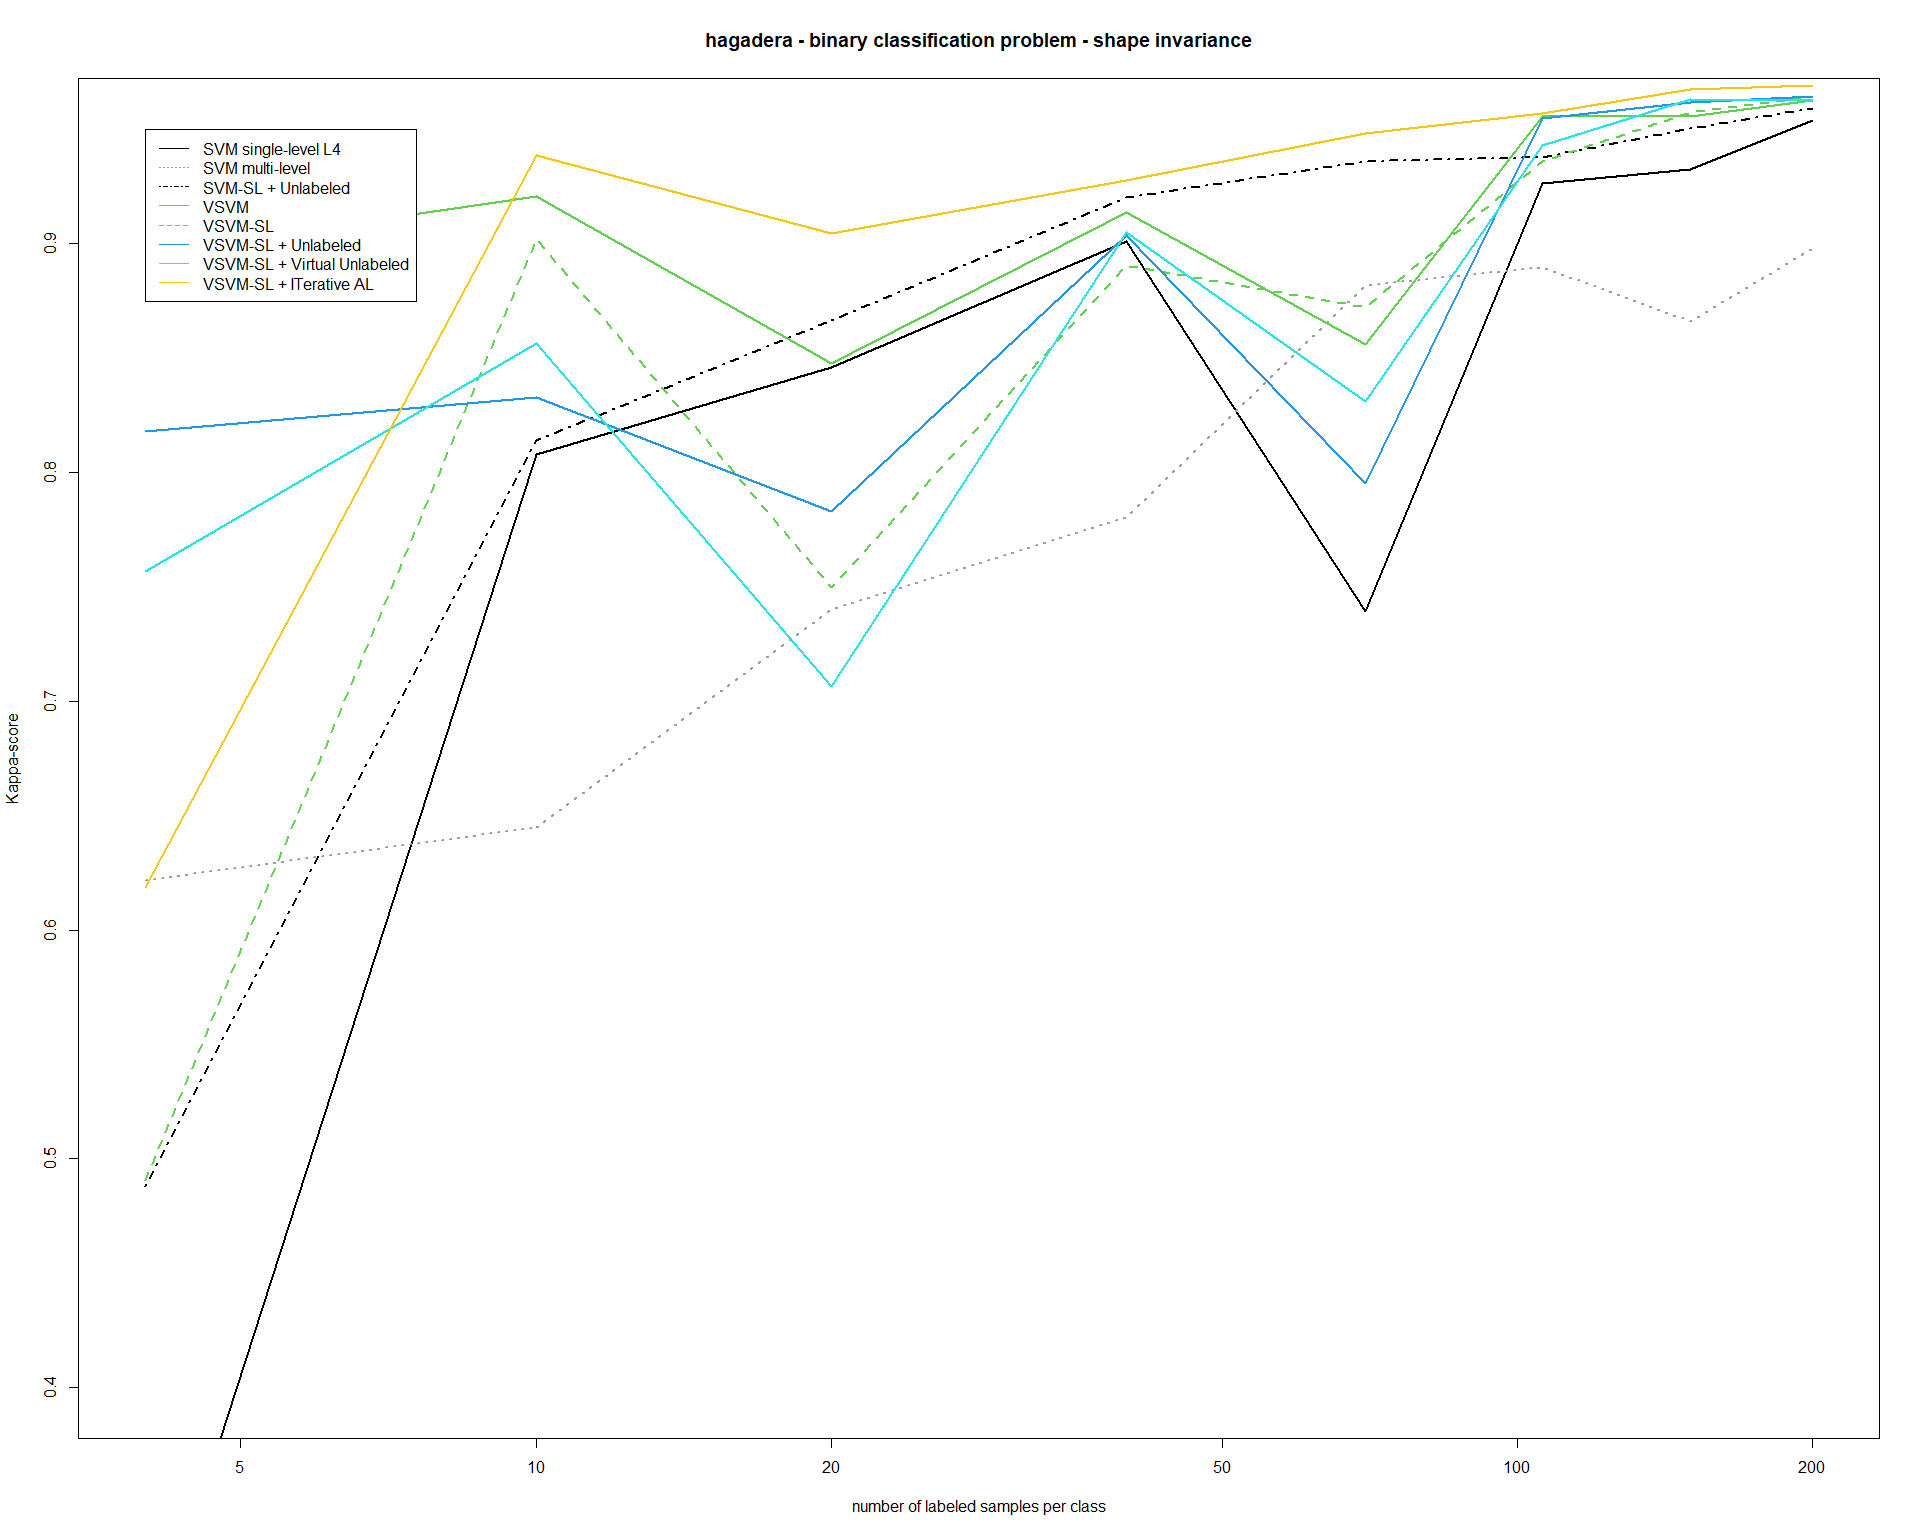 hagadera - binary classification problem - shape invariance
SVM single-level L4
SVM multi-level
SVM-SL + Unlabeled
VSVM
VSVM-SL
VSVM-SL + Unlabeled
VSVM-SL + Virtual Unlabeled
VSVM-SL + ITerative AL
Kappa-score
0.9
0.8
0.7
0.6
0.5
0.4
5 10 20 50 100 200
number of labeled samples per class